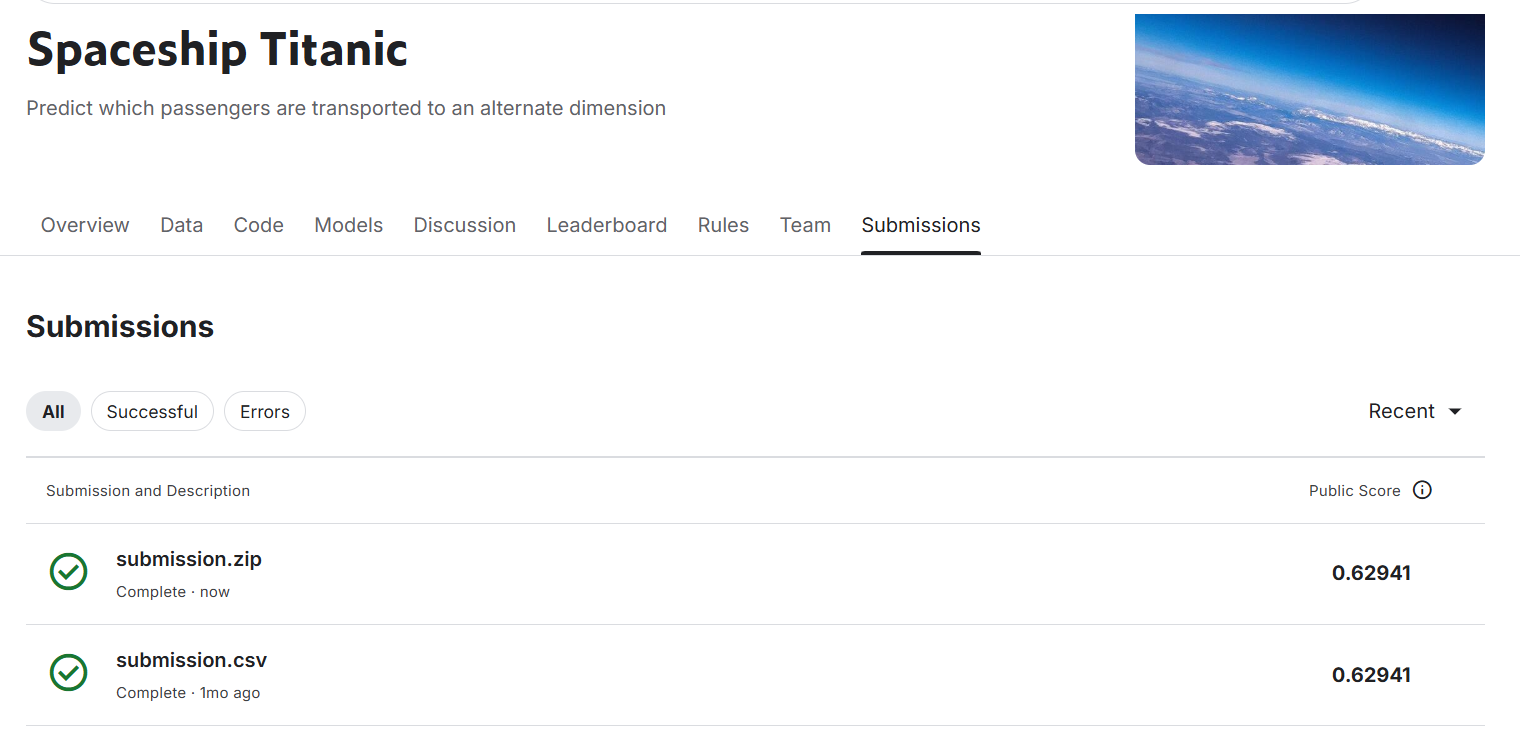 Spaceship Titanic
Predict which passengers are transported to an alternate dimension
Overview Data Code Models Discussion Leaderboard Rules Team Submissions
Submissions
All Successful Errors Recent
Submission and Description Public Score
submission.zip
Complete · now
0.62941
submission.csv
Complete · 1mo ago
0.62941